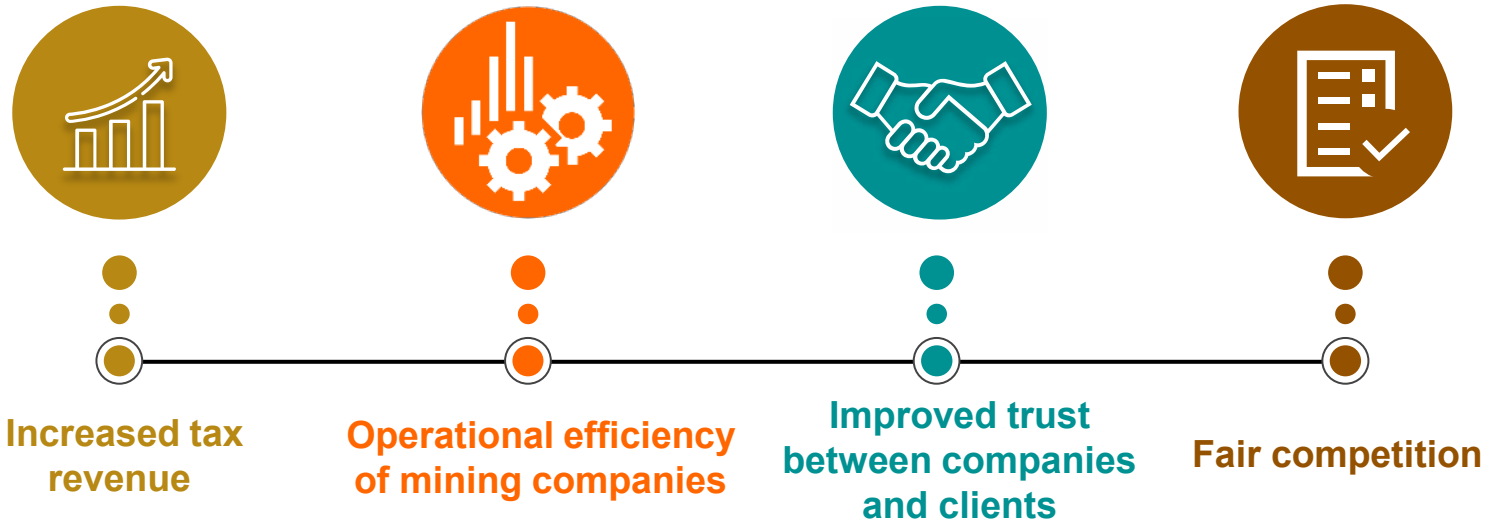 Increased tax
revenue
Operational efficiency
of mining companies
Improved trust
between companies
and clients
Fair competition